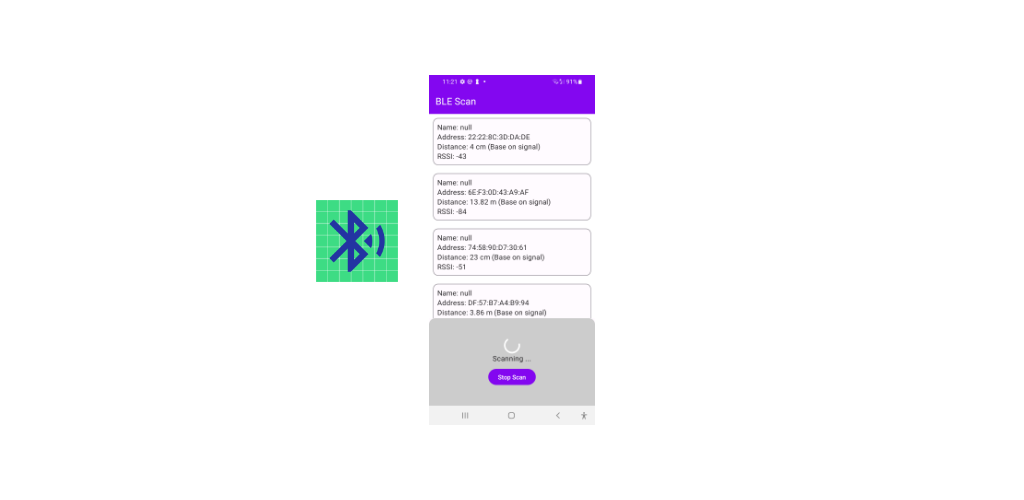 11:21
91%
BLE Scan
Name: null
Address: 22:22:8C:3D:DA:DE
Distance: 4 cm (Base on signal)
RSSI: -43
Name: null
Address: 6E:F3:0D:43:A9:AF
Distance: 13.82 m (Base on signal)
RSSI: -84
Name: null
Address: 74:58:90:D7:30:61
Distance: 23 cm (Base on signal)
RSSI: -51
Name: null
Address: DF:57:B7:A4:B9:94
Distance: 3.86 m (Base on signal)
Scanning ...
Stop Scan